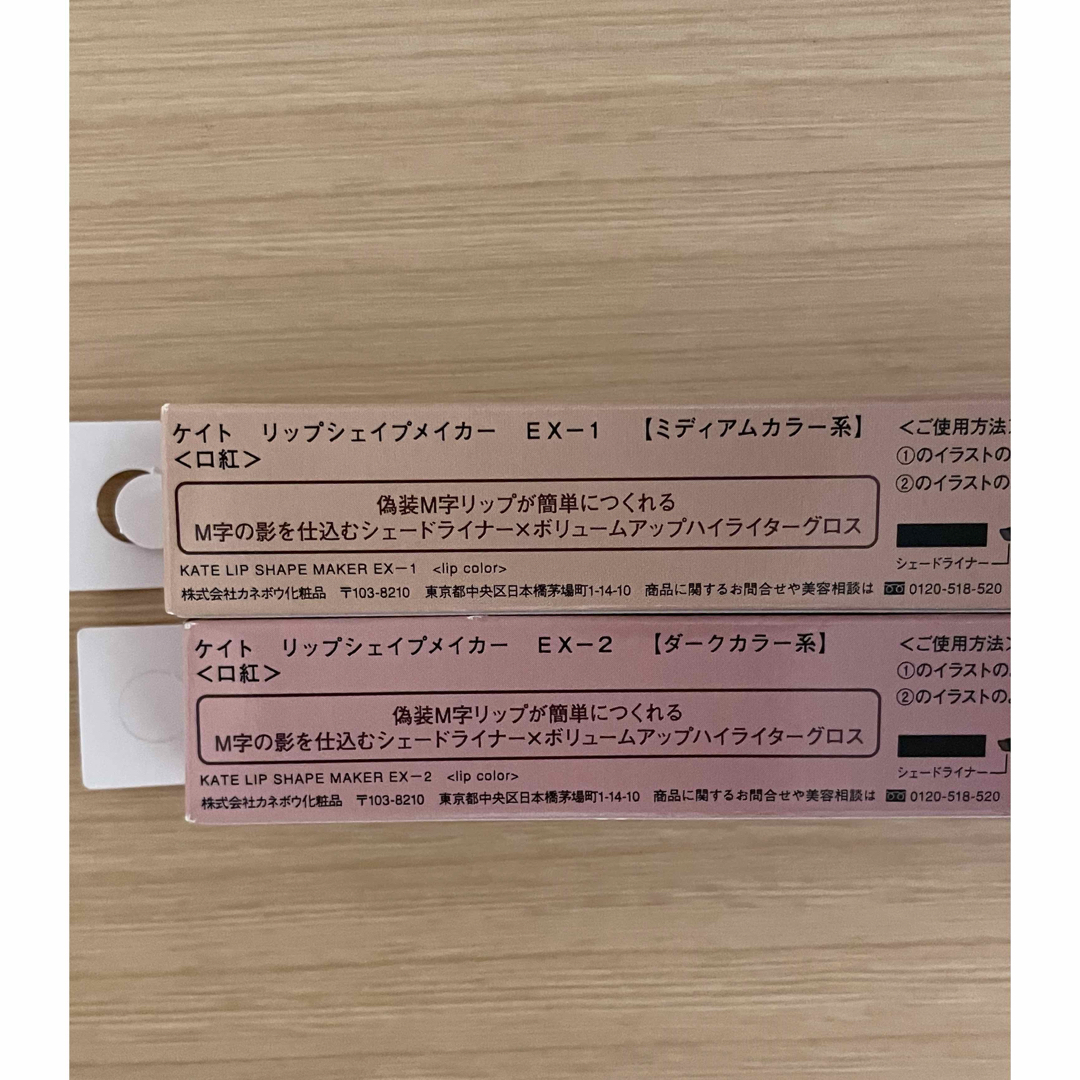 ケイト リップシェイプメイカー EX－1 【ミディアムカラー系】
＜口紅＞
偽装M字リップが簡単につくれる
M字の影を仕込むシェードライナー×ボリュームアップハイライターグロス
KATE LIP SHAPE MAKER EX－1 <lip color>
株式会社カネボウ化粧品 〒103-8210 東京都中央区日本橋茅場町1-14-10 商品に関するお問合せや美容相談は 0120-518-520
＜ご使用方法＞
①のイラストの
②のイラストの
シェードライナー
ケイト リップシェイプメイカー EX－2 【ダークカラー系】
＜口紅＞
偽装M字リップが簡単につくれる
M字の影を仕込むシェードライナー×ボリュームアップハイライターグロス
KATE LIP SHAPE MAKER EX－2 <lip color>
株式会社カネボウ化粧品 〒103-8210 東京都中央区日本橋茅場町1-14-10 商品に関するお問合せや美容相談は 0120-518-520
＜ご使用方法＞
①のイラストの
②のイラストの
シェードライナー